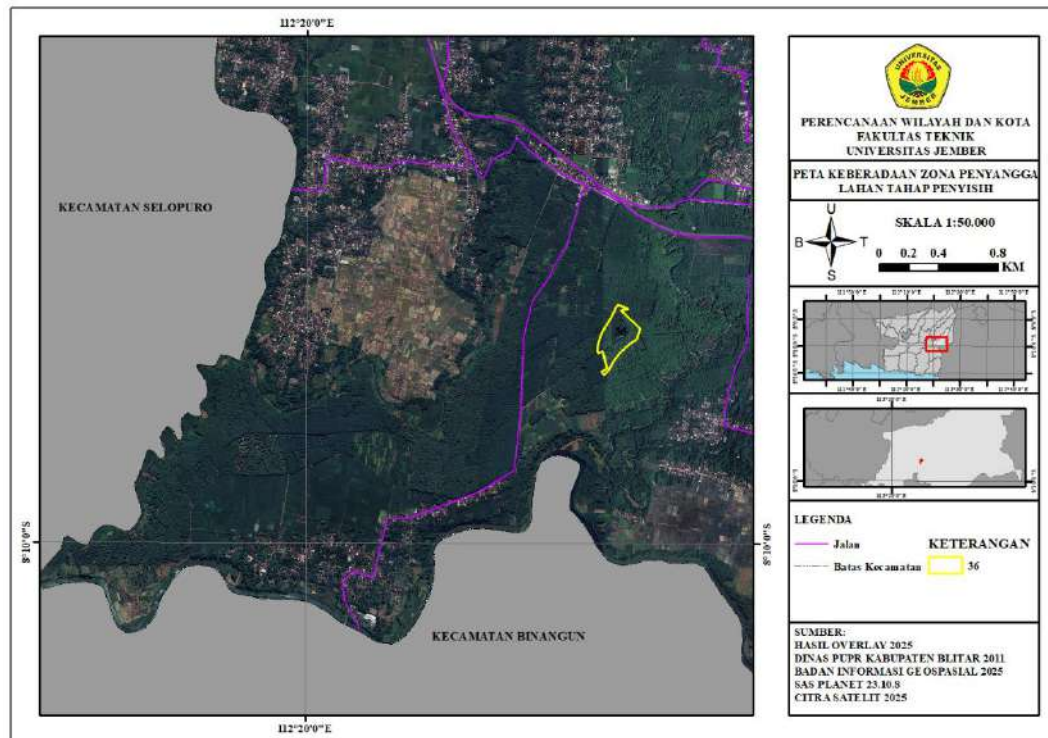 112°20'0"E
KECAMATAN SELOPURO
KECAMATAN BINANGUN
36
8°10'0"S
8°10'0"S
112°20'0"E
UNIVERSITAS
JEMBER
PERENCANAAN WILAYAH DAN KOTA
FAKULTAS TEKNIK
UNIVERSITAS JEMBER
PETA KEBERADAAN ZONA PENYANGGA
LAHAN TAHAP PENYISIH
U
B T
S
SKALA 1:50.000
0 0.2 0.4 0.8
KM
LEGENDA
Jalan
Batas Kecamatan
KETERANGAN
36
SUMBER:
HASIL OVERLAY 2025
DINAS PUPR KABUPATEN BLITAR 2011
BADAN INFORMASI GEOSPASIAL 2025
SAS PLANET 23.10.8
CITRA SATELIT 2025